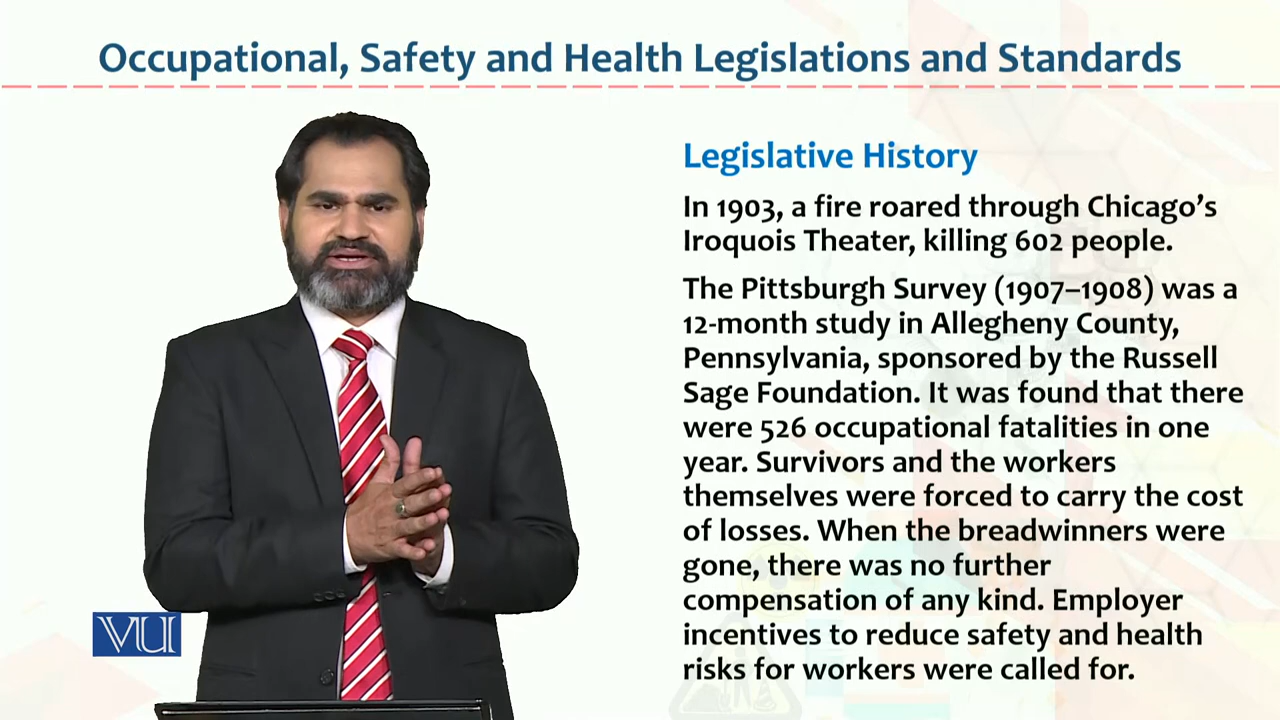 Occupational, Safety and Health Legislations and Standards
Legislative History
In 1903, a fire roared through Chicago’s
Iroquois Theater, killing 602 people.
The Pittsburgh Survey (1907–1908) was a
12-month study in Allegheny County,
Pennsylvania, sponsored by the Russell
Sage Foundation. It was found that there
were 526 occupational fatalities in one
year. Survivors and the workers
themselves were forced to carry the cost
of losses. When the breadwinners were
gone, there was no further
compensation of any kind. Employer
incentives to reduce safety and health
risks for workers were called for.
VU